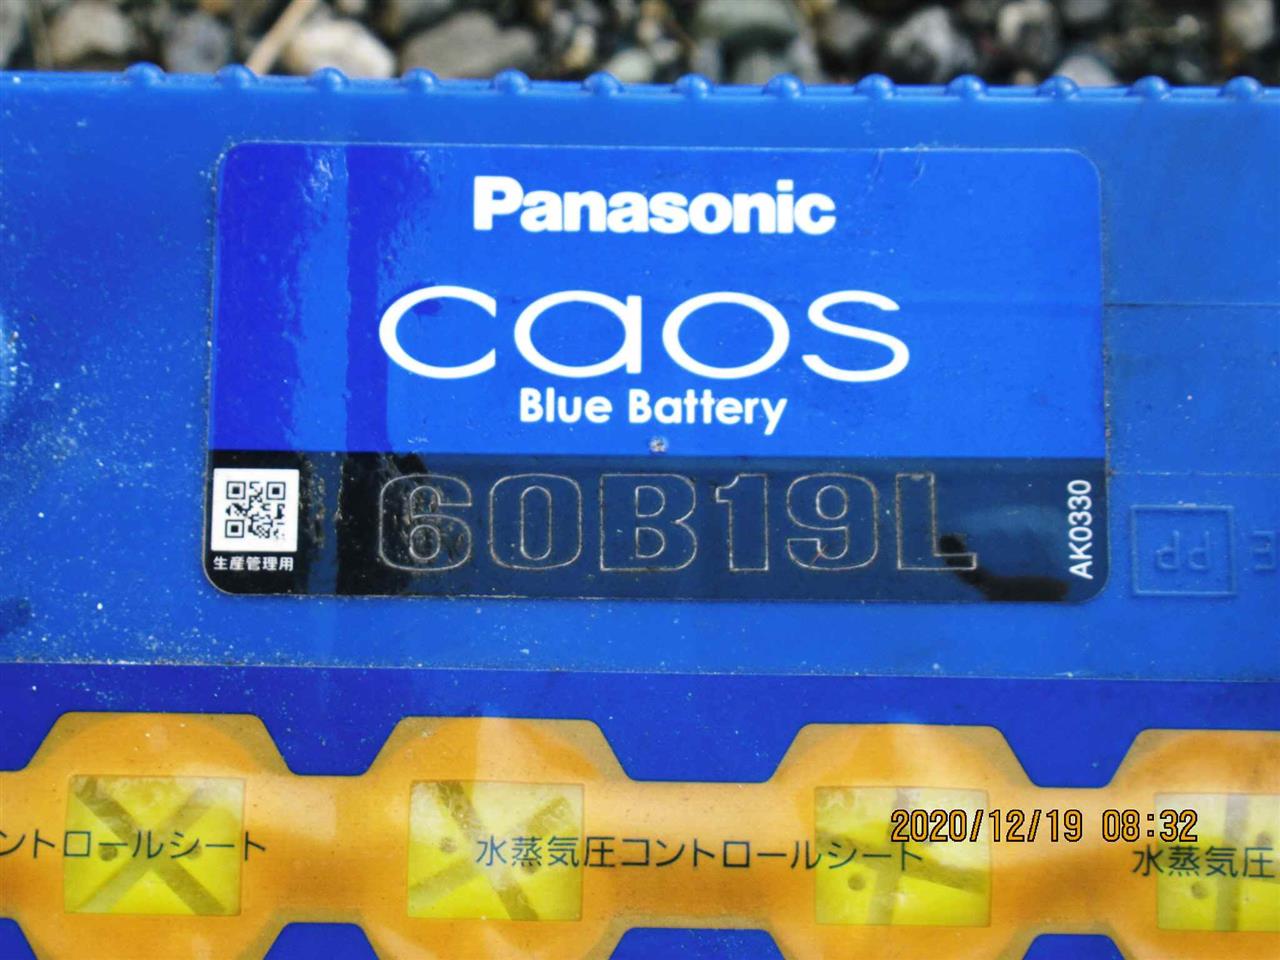 Panasonic
caos
Blue Battery
60B19L
AK0330
生産管理用
PP
E
ントロールシート
水蒸気圧コントロールシート
水蒸気圧
2020/12/19 08:32